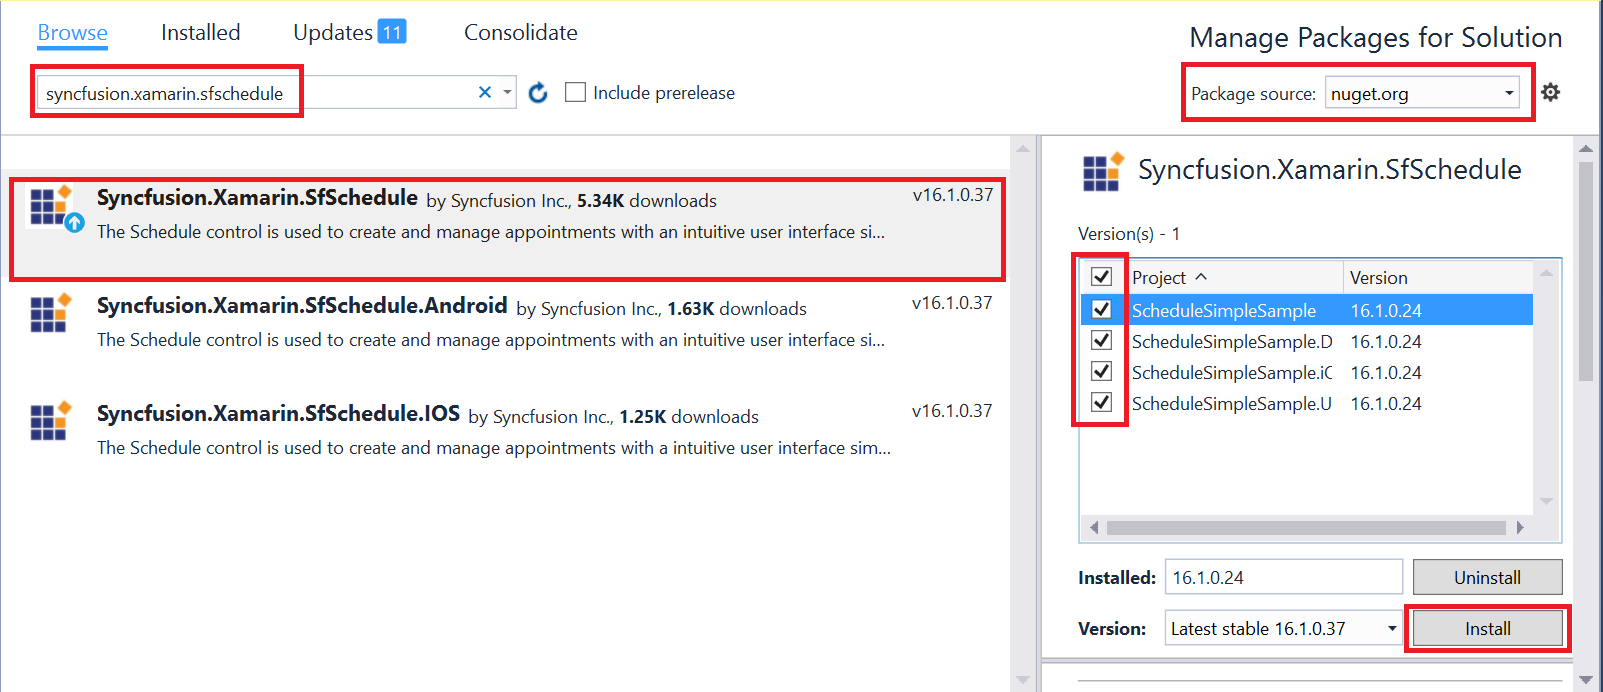 Browse Installed Updates 11 Consolidate
Manage Packages for Solution
syncfusion.xamarin.sfschedule
Include prerelease
Package source: nuget.org
Syncfusion.Xamarin.SfSchedule by Syncfusion Inc., 5.34K downloads v16.1.0.37
The Schedule control is used to create and manage appointments with an intuitive user interface si...
Syncfusion.Xamarin.SfSchedule.Android by Syncfusion Inc., 1.63K downloads v16.1.0.37
The Schedule control is used to create and manage appointments with an intuitive user interface si...
Syncfusion.Xamarin.SfSchedule.IOS by Syncfusion Inc., 1.25K downloads v16.1.0.37
The Schedule control is used to create and manage appointments with a intuitive user interface sim...
Syncfusion.Xamarin.SfSchedule
Version(s) - 1
Project Version
ScheduleSimpleSample 16.1.0.24
ScheduleSimpleSample.D 16.1.0.24
ScheduleSimpleSample.iO 16.1.0.24
ScheduleSimpleSample.U 16.1.0.24
Installed: 16.1.0.24 Uninstall
Version: Latest stable 16.1.0.37 Install